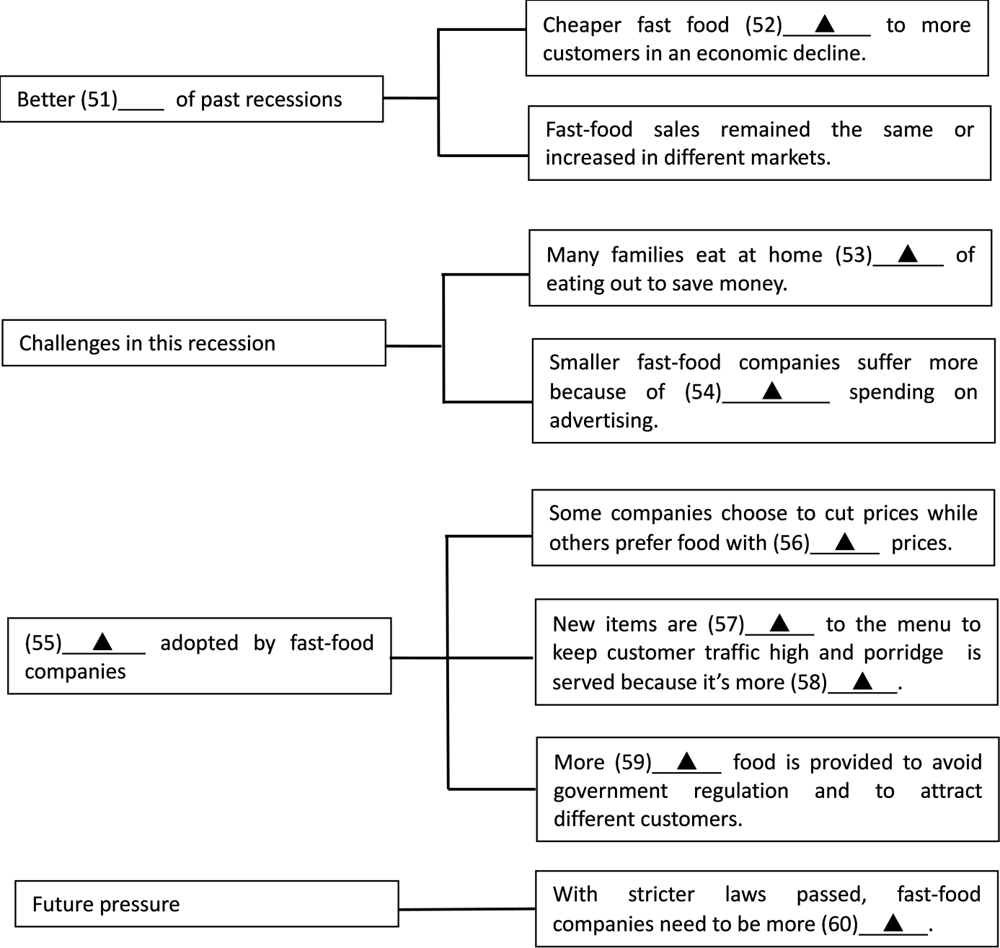 Cheaper fast food (52)____▲____ to more
customers in an economic decline.
Better (51)____ of past recessions
Fast-food sales remained the same or
increased in different markets.
Many families eat at home (53)___▲___ of
eating out to save money.
Challenges in this recession
Smaller fast-food companies suffer more
because of (54)_____▲_____ spending on
advertising.
Some companies choose to cut prices while
others prefer food with (56)___▲___ prices.
(55)____▲____ adopted by fast-food
companies
New items are (57)___▲___ to the menu to
keep customer traffic high and porridge is
served because it's more (58)___▲___.
More (59)___▲___ food is provided to avoid
government regulation and to attract
different customers.
Future pressure
With stricter laws passed, fast-food
companies need to be more (60)___▲___.